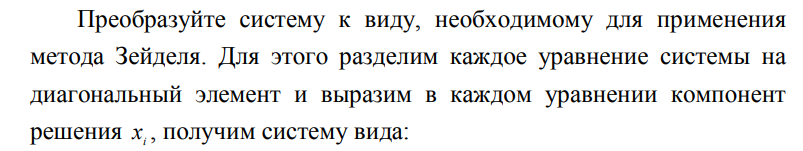 Преобразуйте систему к виду, необходимому для применения
метода Зейделя. Для этого разделим каждое уравнение системы на
диагональный элемент и выразим в каждом уравнении компонент
решения xᵢ, получим систему вида: